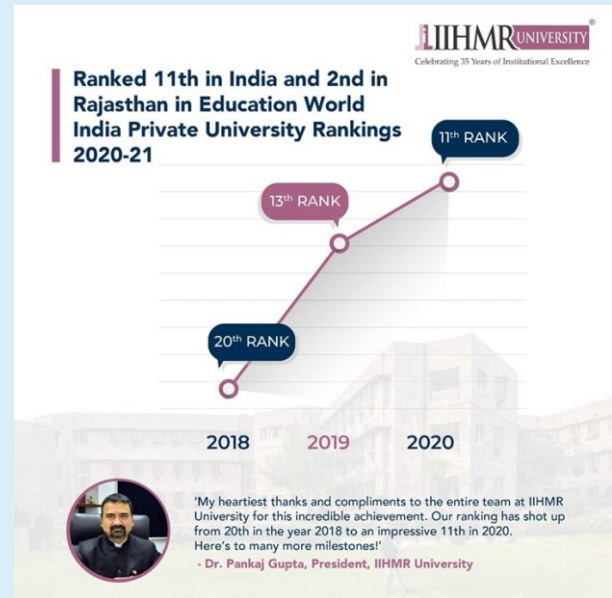 IIHMR UNIVERSITY®
Celebrating 35 Years of Institutional Excellence
Ranked 11th in India and 2nd in
Rajasthan in Education World
India Private University Rankings
2020-21
11th RANK
13th RANK
20th RANK
2018 2019 2020
'My heartiest thanks and compliments to the entire team at IIHMR
University for this incredible achievement. Our ranking has shot up
from 20th in the year 2018 to an impressive 11th in 2020.
Here's to many more milestones!'
- Dr. Pankaj Gupta, President, IIHMR University